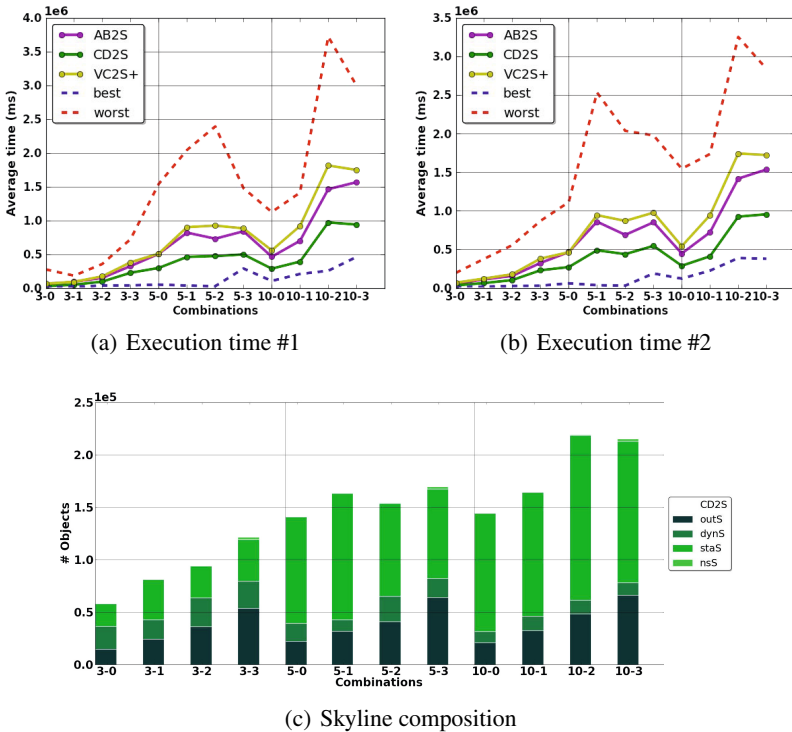 1e6
4.0
3.5
3.0
2.5
2.0
1.5
1.0
0.5
0.0
Average time (ms)
AB2S
CD2S
VC2S+
best
worst
3-0 3-1 3-2 3-3 5-0 5-1 5-2 5-3 10-0 10-1 10-2 10-3
Combinations
(a) Execution time #1
1e6
3.5
3.0
2.5
2.0
1.5
1.0
0.5
0.0
Average time (ms)
AB2S
CD2S
VC2S+
best
worst
3-0 3-1 3-2 3-3 5-0 5-1 5-2 5-3 10-0 10-1 10-2 10-3
Combinations
(b) Execution time #2
1e5
2.5
2.0
1.5
1.0
0.5
0.0
# Objects
CD2S
outS
dynS
staS
nsS
3-0 3-1 3-2 3-3 5-0 5-1 5-2 5-3 10-0 10-1 10-2 10-3
Combinations
(c) Skyline composition